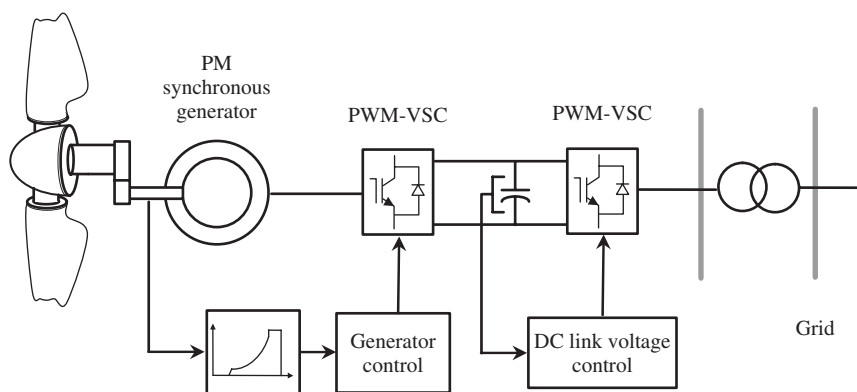 PM
synchronous
generator
PWM-VSC
PWM-VSC
Generator
control
DC link voltage
control
Grid